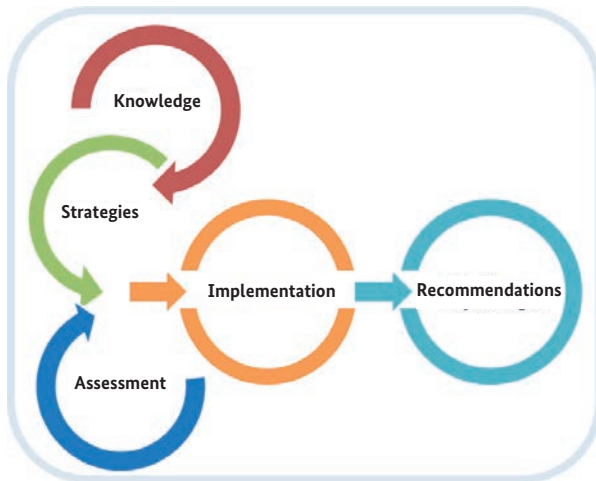 Knowledge
Strategies
Implementation
Recommendations
Assessment